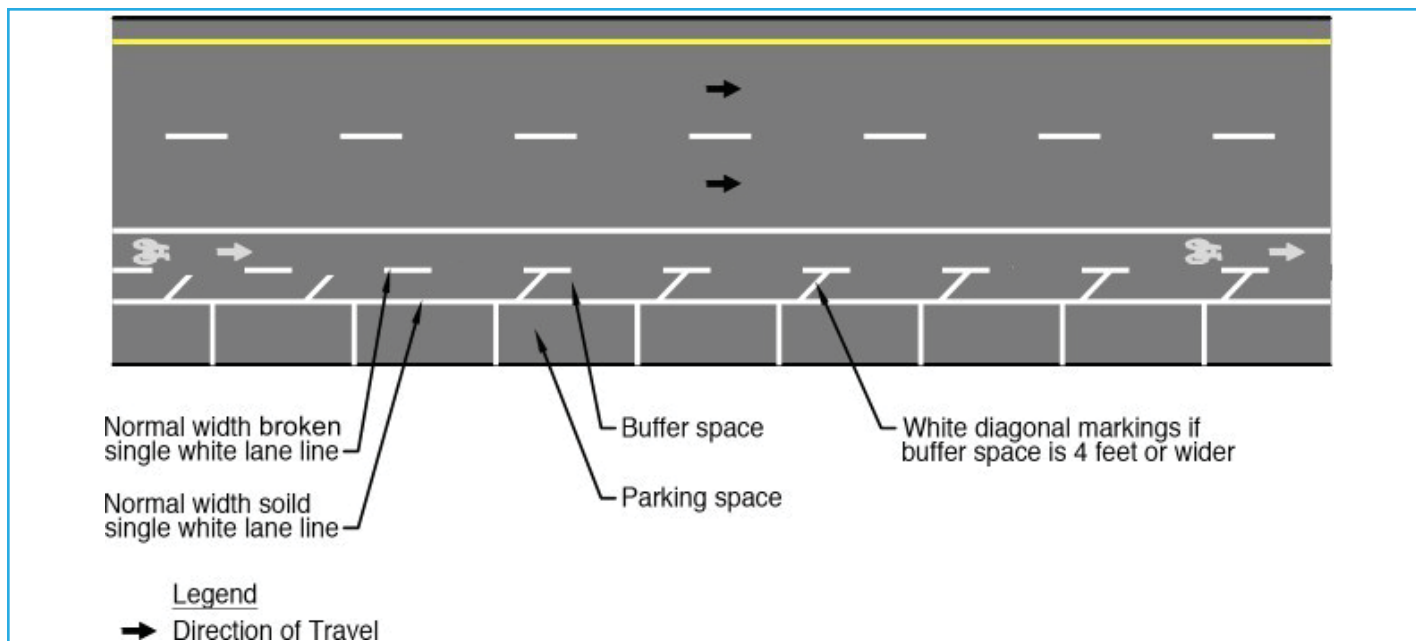 Normal width broken
single white lane line
Normal width soild
single white lane line
Buffer space
Parking space
White diagonal markings if
buffer space is 4 feet or wider
Legend
Direction of Travel